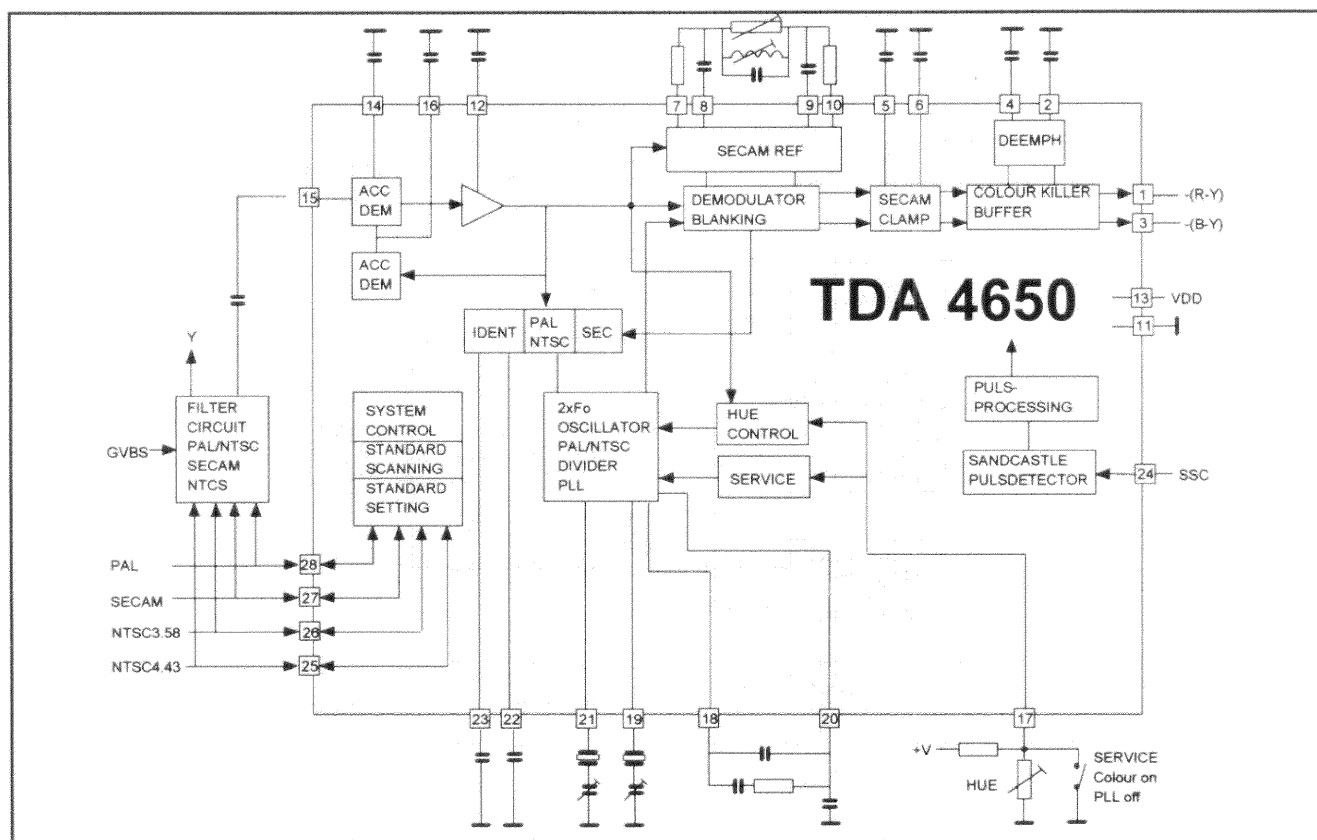 14
16
12
7
8
9
10
5
6
4
2
DEEMPH
SECAM REF
15
ACC
DEM
DEMODULATOR
BLANKING
SECAM
CLAMP
COLOUR KILLER
BUFFER
1
-(R-Y)
3
-(B-Y)
ACC
DEM
TDA 4650
13
VDD
11
IDENT
PAL
NTSC
SEC
Y
FILTER
CIRCUIT
PAL/NTSC
SECAM
NTCS
GVBS
SYSTEM
CONTROL
STANDARD
SCANNING
STANDARD
SETTING
2xFo
OSCILLATOR
PAL/NTSC
DIVIDER
PLL
HUE
CONTROL
SERVICE
PULS-
PROCESSING
SANDCASTLE
PULSDETECTOR
24
SSC
PAL
28
SECAM
27
NTSC3.58
26
NTSC4.43
25
23
22
21
19
18
20
17
+V
HUE
SERVICE
Colour on
PLL off